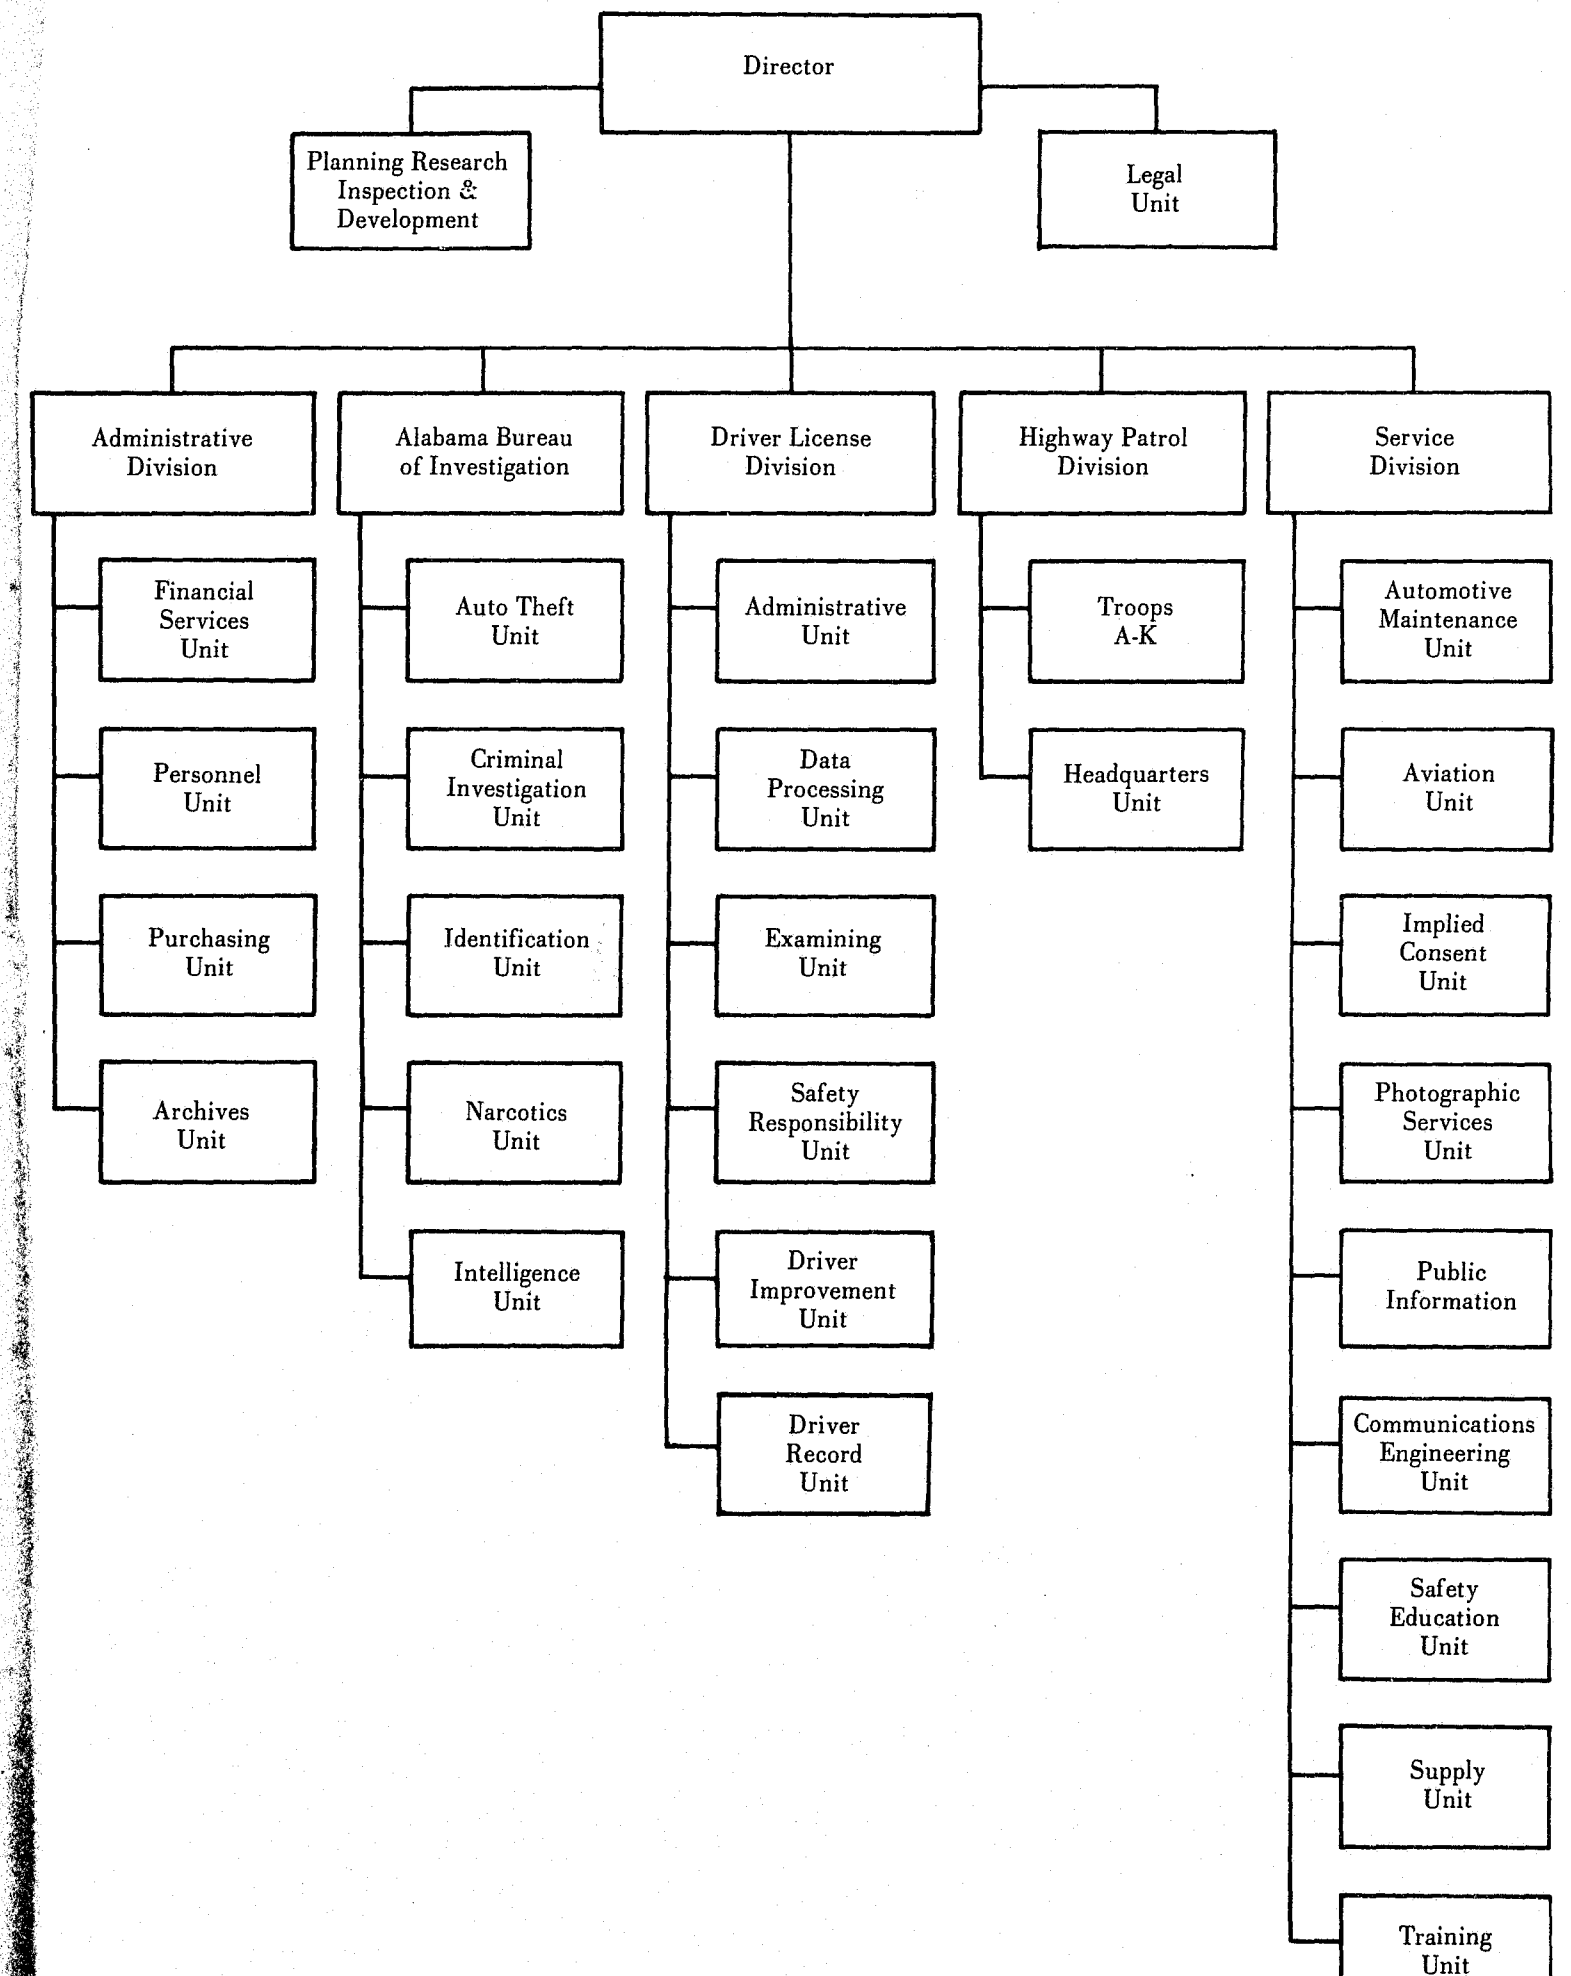 Director
Planning Research
Inspection &
Development
Legal
Unit
Administrative
Division
Alabama Bureau
of Investigation
Driver License
Division
Highway Patrol
Division
Service
Division
Financial
Services
Unit
Personnel
Unit
Purchasing
Unit
Archives
Unit
Auto Theft
Unit
Criminal
Investigation
Unit
Identification
Unit
Narcotics
Unit
Intelligence
Unit
Administrative
Unit
Data
Processing
Unit
Examining
Unit
Safety
Responsibility
Unit
Driver
Improvement
Unit
Driver
Record
Unit
Troops
A-K
Headquarters
Unit
Automotive
Maintenance
Unit
Aviation
Unit
Implied
Consent
Unit
Photographic
Services
Unit
Public
Information
Communications
Engineering
Unit
Safety
Education
Unit
Supply
Unit
Training
Unit